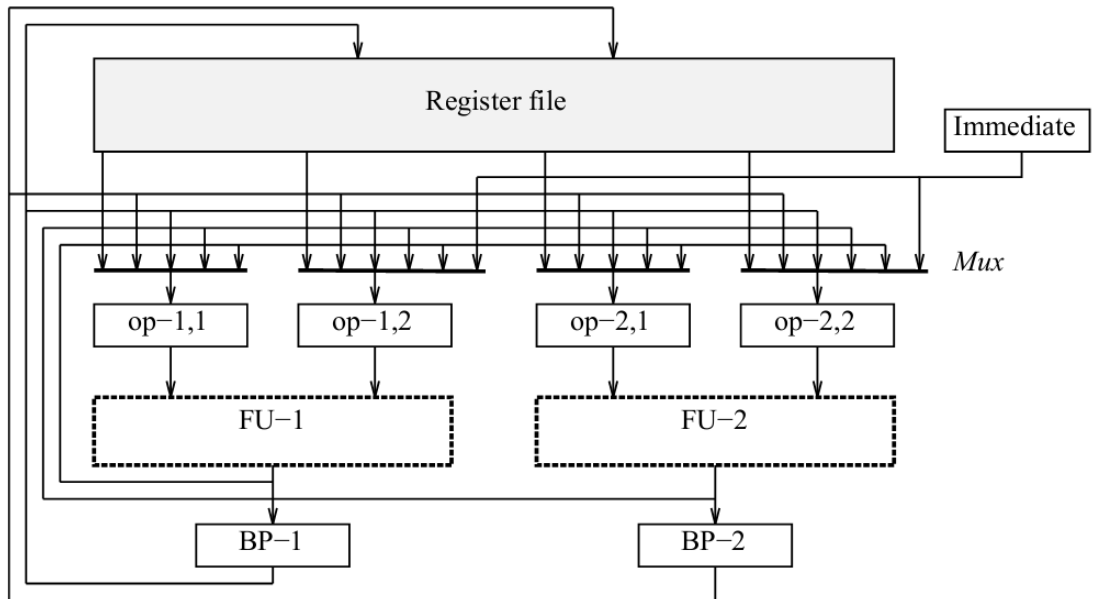 Register file
Immediate
Mux
op−1,1
op−1,2
op−2,1
op−2,2
FU−1
FU−2
BP−1
BP−2